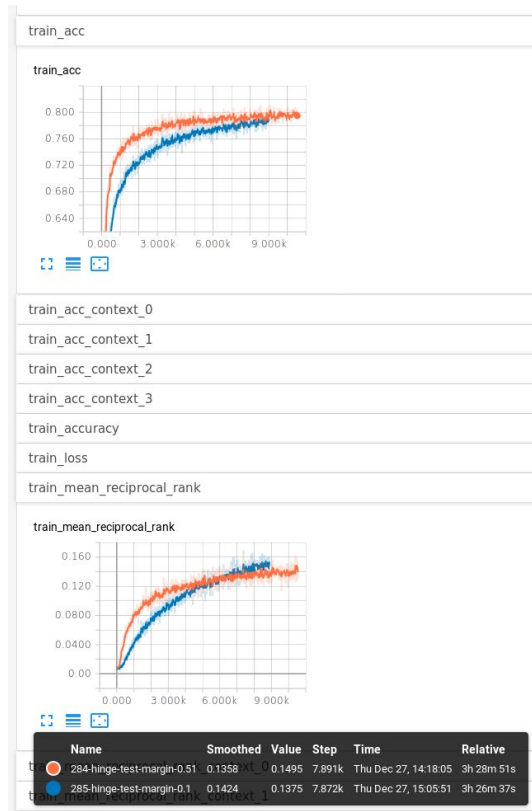 train_acc
train_acc
0.800
0.760
0.720
0.680
0.640
0.000 3.000k 6.000k 9.000k
train_acc_context_0
train_acc_context_1
train_acc_context_2
train_acc_context_3
train_accuracy
train_loss
train_mean_reciprocal_rank
train_mean_reciprocal_rank
0.160
0.120
0.0800
0.0400
0.00
0.000 3.000k 6.000k 9.000k
Name Smoothed Value Step Time Relative
284-hinge-test-margin-0.51 0.1358 0.1495 7.891k Thu Dec 27, 14:18:05 3h 28m 51s
285-hinge-test-margin-0.1 0.1424 0.1375 7.872k Thu Dec 27, 15:05:51 3h 26m 37s